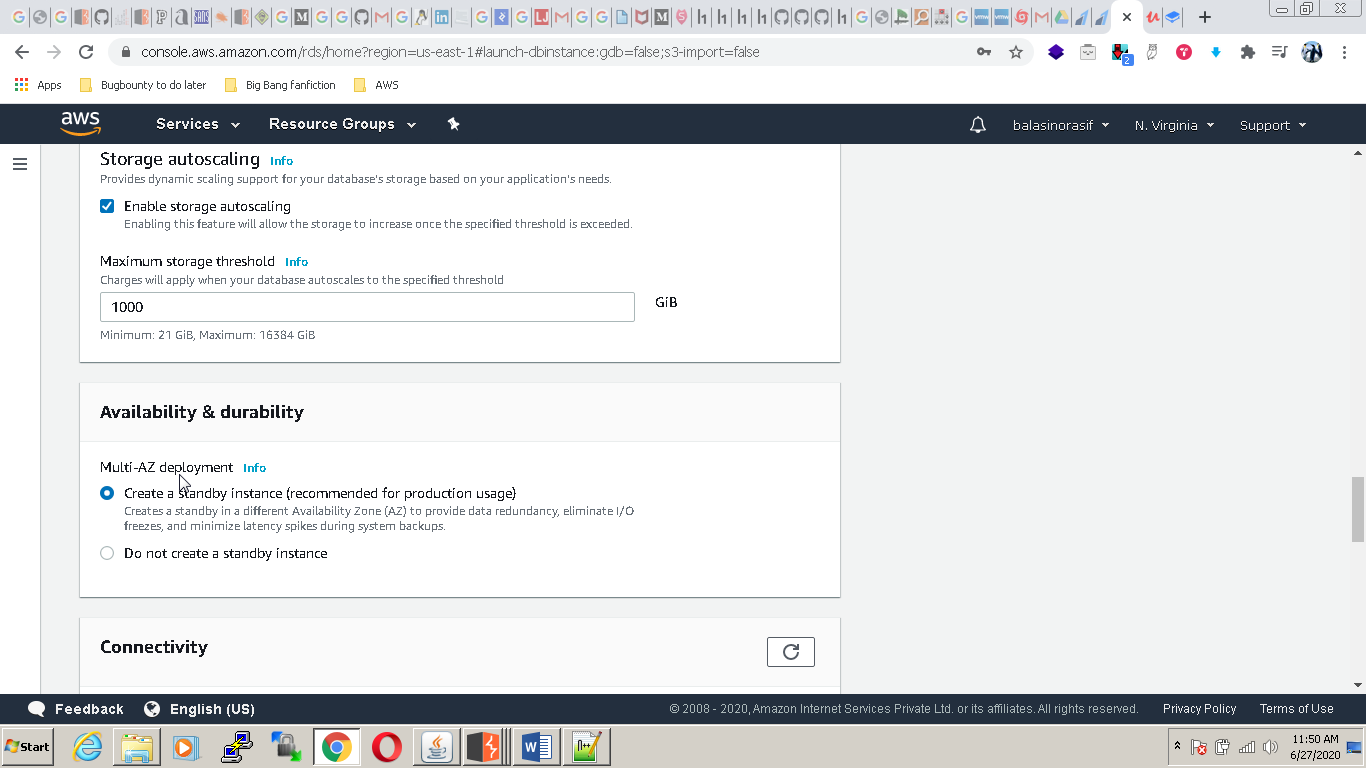 console.aws.amazon.com/rds/home?region=us-east-1#launch-dbinstance:gdb=false;s3-import=false
2
Apps
Bugbounty to do later
Big Bang fanfiction
AWS
aws
Services
Resource Groups
balasinorasif
N. Virginia
Support
Storage autoscaling Info
Provides dynamic scaling support for your database's storage based on your application's needs.
Enable storage autoscaling
Enabling this feature will allow the storage to increase once the specified threshold is exceeded.
Maximum storage threshold Info
Charges will apply when your database autoscales to the specified threshold
1000
GiB
Minimum: 21 GiB, Maximum: 16384 GiB
Availability & durability
Multi-AZ deployment Info
Create a standby instance (recommended for production usage)
Creates a standby in a different Availability Zone (AZ) to provide data redundancy, eliminate I/O
freezes, and minimize latency spikes during system backups.
Do not create a standby instance
Connectivity
Feedback
English (US)
© 2008 - 2020, Amazon Internet Services Private Ltd. or its affiliates. All rights reserved.
Privacy Policy
Terms of Use
Start
11:50 AM
6/27/2020